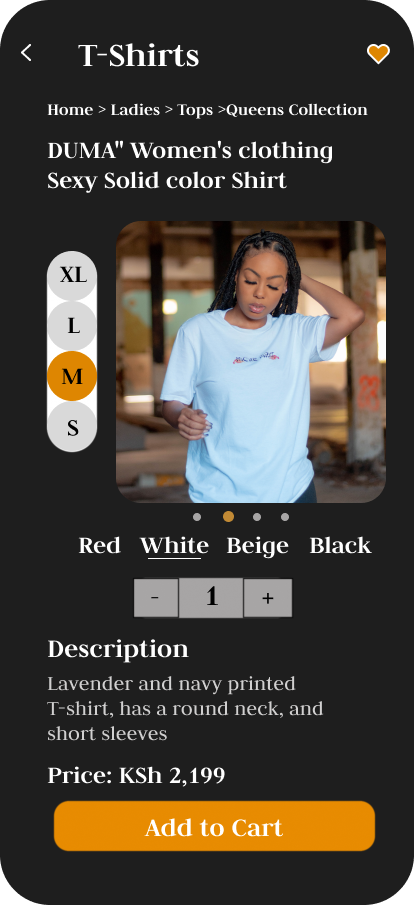 T-Shirts
Home > Ladies > Tops >Queens Collection
DUMA" Women's clothing
Sexy Solid color Shirt
XL
L
M
S
Red White Beige Black
- 1 +
Description
Lavender and navy printed
T-shirt, has a round neck, and
short sleeves
Price: KSh 2,199
Add to Cart